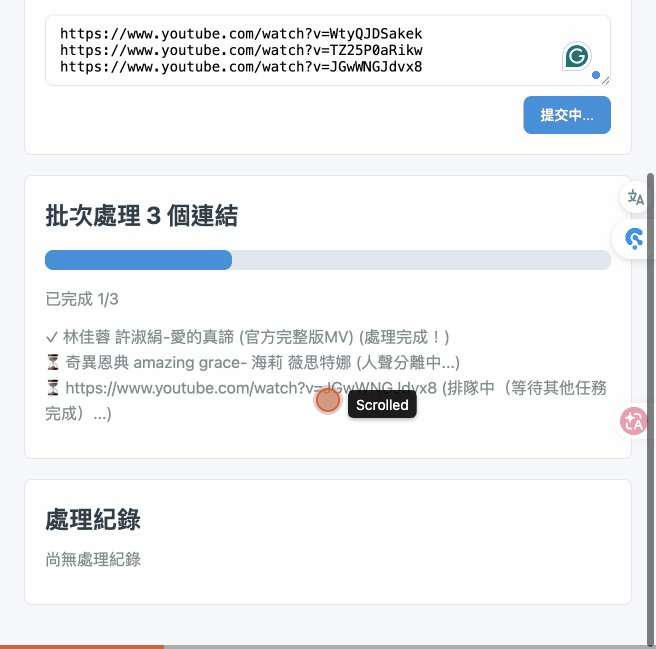 https://www.youtube.com/watch?v=WtyQJDSakek
https://www.youtube.com/watch?v=TZ25P0aRikw
https://www.youtube.com/watch?v=JGwWNGJdvx8
提交中...
批次處理 3 個連結
已完成 1/3
✓ 林佳蓉 許淑絹-愛的真諦 (官方完整版MV) (處理完成！)
⏳ 奇異恩典 amazing grace- 海莉 薇思特娜 (人聲分離中...)
⏳ https://www.youtube.com/watch?v=JGwWNGJdvx8 (排隊中（等待其他任務
完成）...)
Scrolled
處理紀錄
尚無處理紀錄